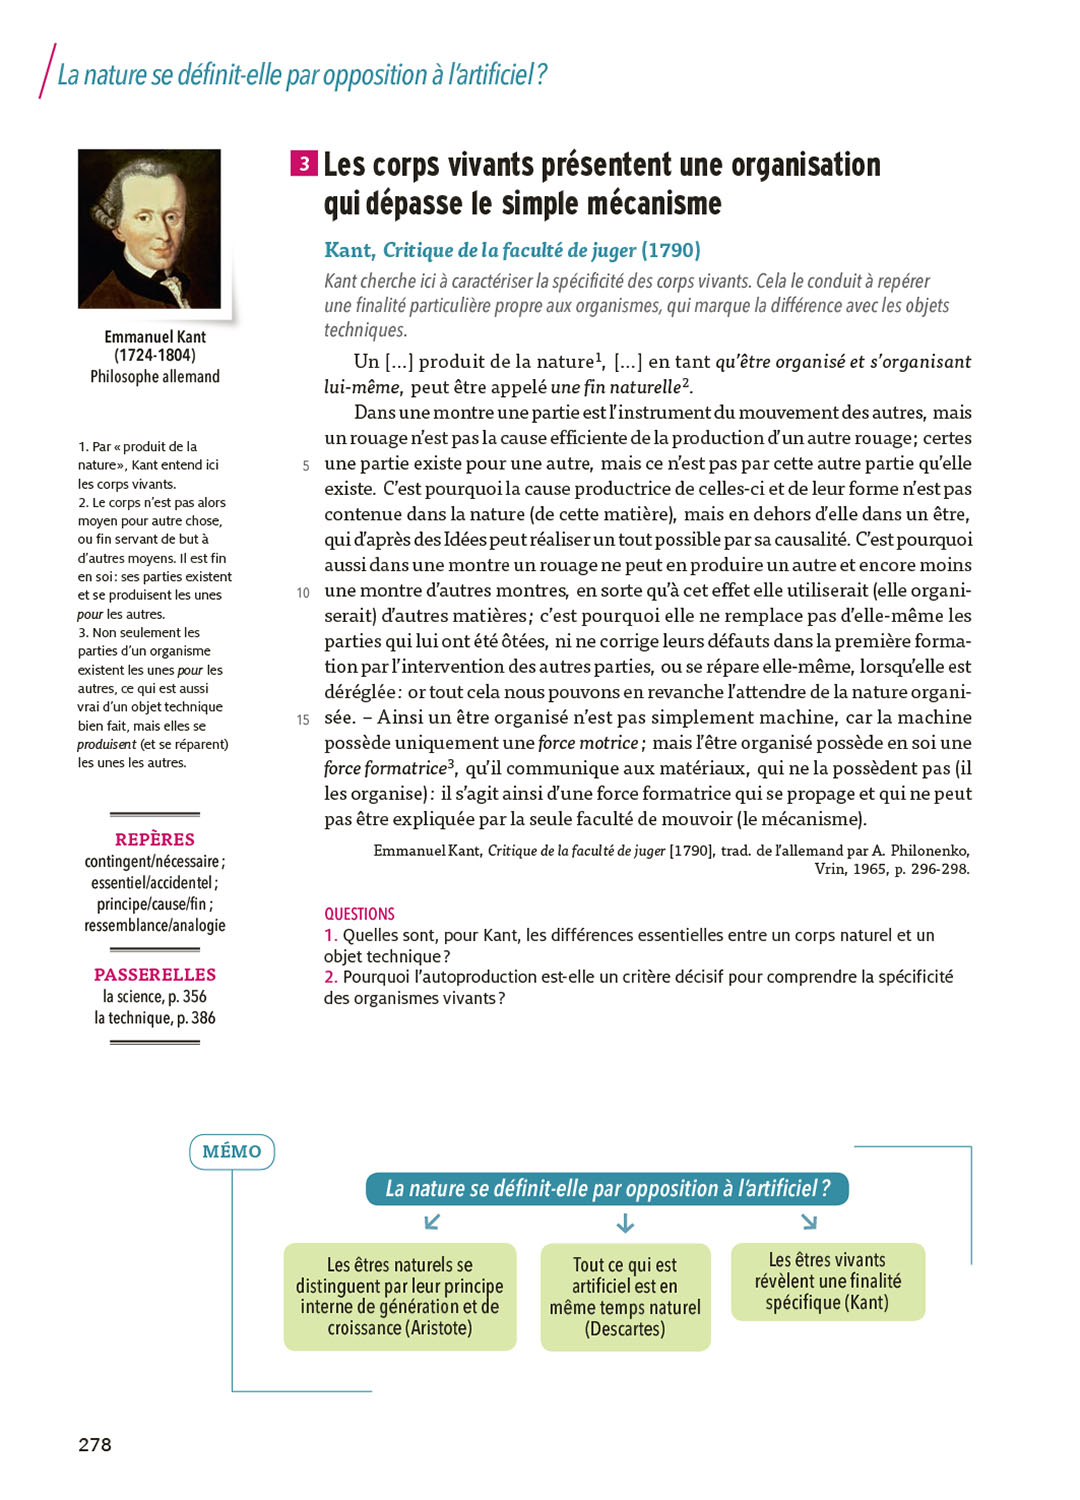 La nature se définit-elle par opposition à l'artificiel ?
Emmanuel Kant
(1724-1804)
Philosophe allemand
1. Par « produit de la
nature», Kant entend ici
les corps vivants.
2. Le corps n'est pas alors
moyen pour autre chose,
ou fin servant de but à
d'autres moyens. Il est fin
en soi : ses parties existent
et se produisent les unes
pour les autres.
3. Non seulement les
parties d'un organisme
existent les unes pour les
autres, ce qui est aussi
vrai d'un objet technique
bien fait, mais elles se
produisent (et se réparent)
les unes les autres.
REPÈRES
contingent/nécessaire ;
essentiel/accidentel ;
principe/cause/fin ;
ressemblance/analogie
PASSERELLES
la science, p. 356
la technique, p. 386
3 Les corps vivants présentent une organisation
qui dépasse le simple mécanisme
Kant, Critique de la faculté de juger (1790)
Kant cherche ici à caractériser la spécificité des corps vivants. Cela le conduit à repérer
une finalité particulière propre aux organismes, qui marque la différence avec les objets
techniques.
Un [...] produit de la nature¹, [...] en tant qu'être organisé et s'organisant
lui-même, peut être appelé une fin naturelle².
Dans une montre une partie est l'instrument du mouvement des autres, mais
un rouage n'est pas la cause efficiente de la production d'un autre rouage ; certes
5 une partie existe pour une autre, mais ce n'est pas par cette autre partie qu'elle
existe. C'est pourquoi la cause productrice de celles-ci et de leur forme n'est pas
contenue dans la nature (de cette matière), mais en dehors d'elle dans un être,
qui d'après des Idées peut réaliser un tout possible par sa causalité. C'est pourquoi
aussi dans une montre un rouage ne peut en produire un autre et encore moins
10 une montre d'autres montres, en sorte qu'à cet effet elle utiliserait (elle organi-
serait) d'autres matières ; c'est pourquoi elle ne remplace pas d'elle-même les
parties qui lui ont été ôtées, ni ne corrige leurs défauts dans la première forma-
tion par l'intervention des autres parties, ou se répare elle-même, lorsqu'elle est
déréglée : or tout cela nous pouvons en revanche l'attendre de la nature organi-
15 sée. – Ainsi un être organisé n'est pas simplement machine, car la machine
possède uniquement une force motrice ; mais l'être organisé possède en soi une
force formatrice³, qu'il communique aux matériaux, qui ne la possèdent pas (il
les organise) : il s'agit ainsi d'une force formatrice qui se propage et qui ne peut
pas être expliquée par la seule faculté de mouvoir (le mécanisme).
Emmanuel Kant, Critique de la faculté de juger [1790], trad. de l'allemand par A. Philonenko,
Vrin, 1965, p. 296-298.
QUESTIONS
1. Quelles sont, pour Kant, les différences essentielles entre un corps naturel et un
objet technique ?
2. Pourquoi l'autoproduction est-elle un critère décisif pour comprendre la spécificité
des organismes vivants ?
MÉMO
La nature se définit-elle par opposition à l'artificiel ?
Les êtres naturels se
distinguent par leur principe
interne de génération et de
croissance (Aristote)
Tout ce qui est
artificiel est en
même temps naturel
(Descartes)
Les êtres vivants
révèlent une finalité
spécifique (Kant)
278